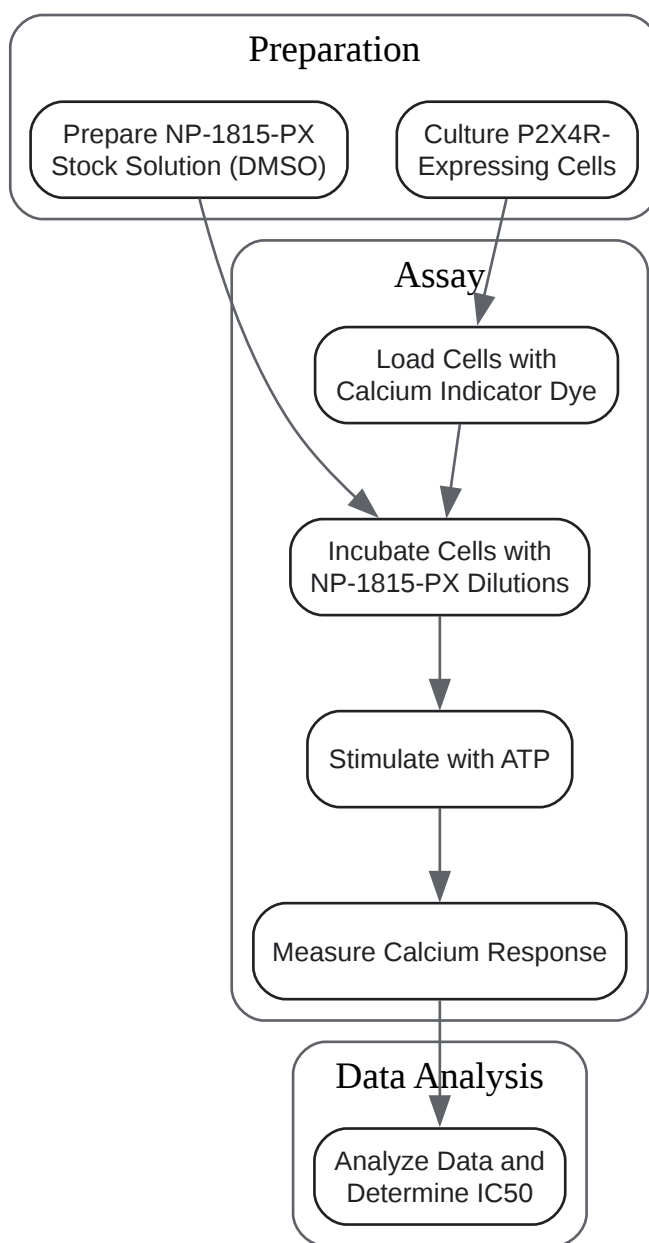 Preparation
Prepare NP-1815-PX
Stock Solution (DMSO)
Culture P2X4R-
Expressing Cells
Assay
Load Cells with
Calcium Indicator Dye
Incubate Cells with
NP-1815-PX Dilutions
Stimulate with ATP
Measure Calcium Response
Data Analysis
Analyze Data and
Determine IC50